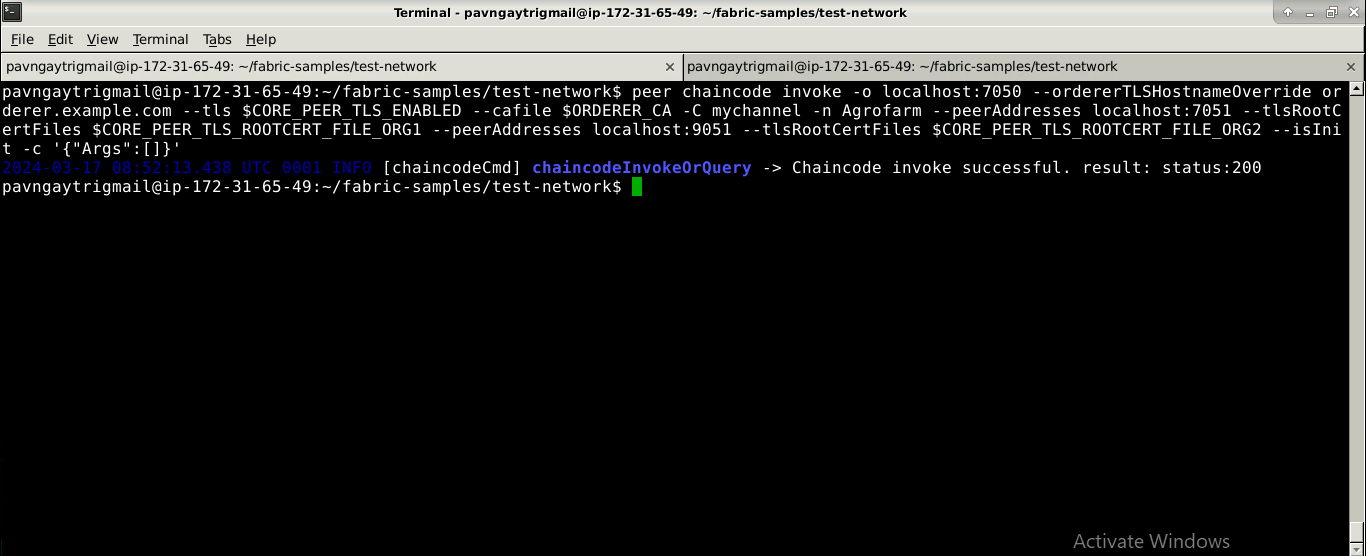 Terminal - pavngaytrigmail@ip-172-31-65-49: ~/fabric-samples/test-network
File Edit View Terminal Tabs Help
pavngaytrigmail@ip-172-31-65-49: ~/fabric-samples/test-network × pavngaytrigmail@ip-172-31-65-49: ~/fabric-samples/test-network ×
pavngaytrigmail@ip-172-31-65-49:~/fabric-samples/test-network$ peer chaincode invoke -o localhost:7050 --ordererTLSHostnameOverride or
derer.example.com --tls $CORE_PEER_TLS_ENABLED --cafile $ORDERER_CA -C mychannel -n Agrofarm --peerAddresses localhost:7051 --tlsRootC
ertFiles $CORE_PEER_TLS_ROOTCERT_FILE_ORG1 --peerAddresses localhost:9051 --tlsRootCertFiles $CORE_PEER_TLS_ROOTCERT_FILE_ORG2 --isIni
t -c '{"Args":[]}'
2024-03-17 08:52:13.438 UTC 0001 INFO [chaincodeCmd] chaincodeInvokeOrQuery -> Chaincode invoke successful. result: status:200
pavngaytrigmail@ip-172-31-65-49:~/fabric-samples/test-network$
Activate Windows